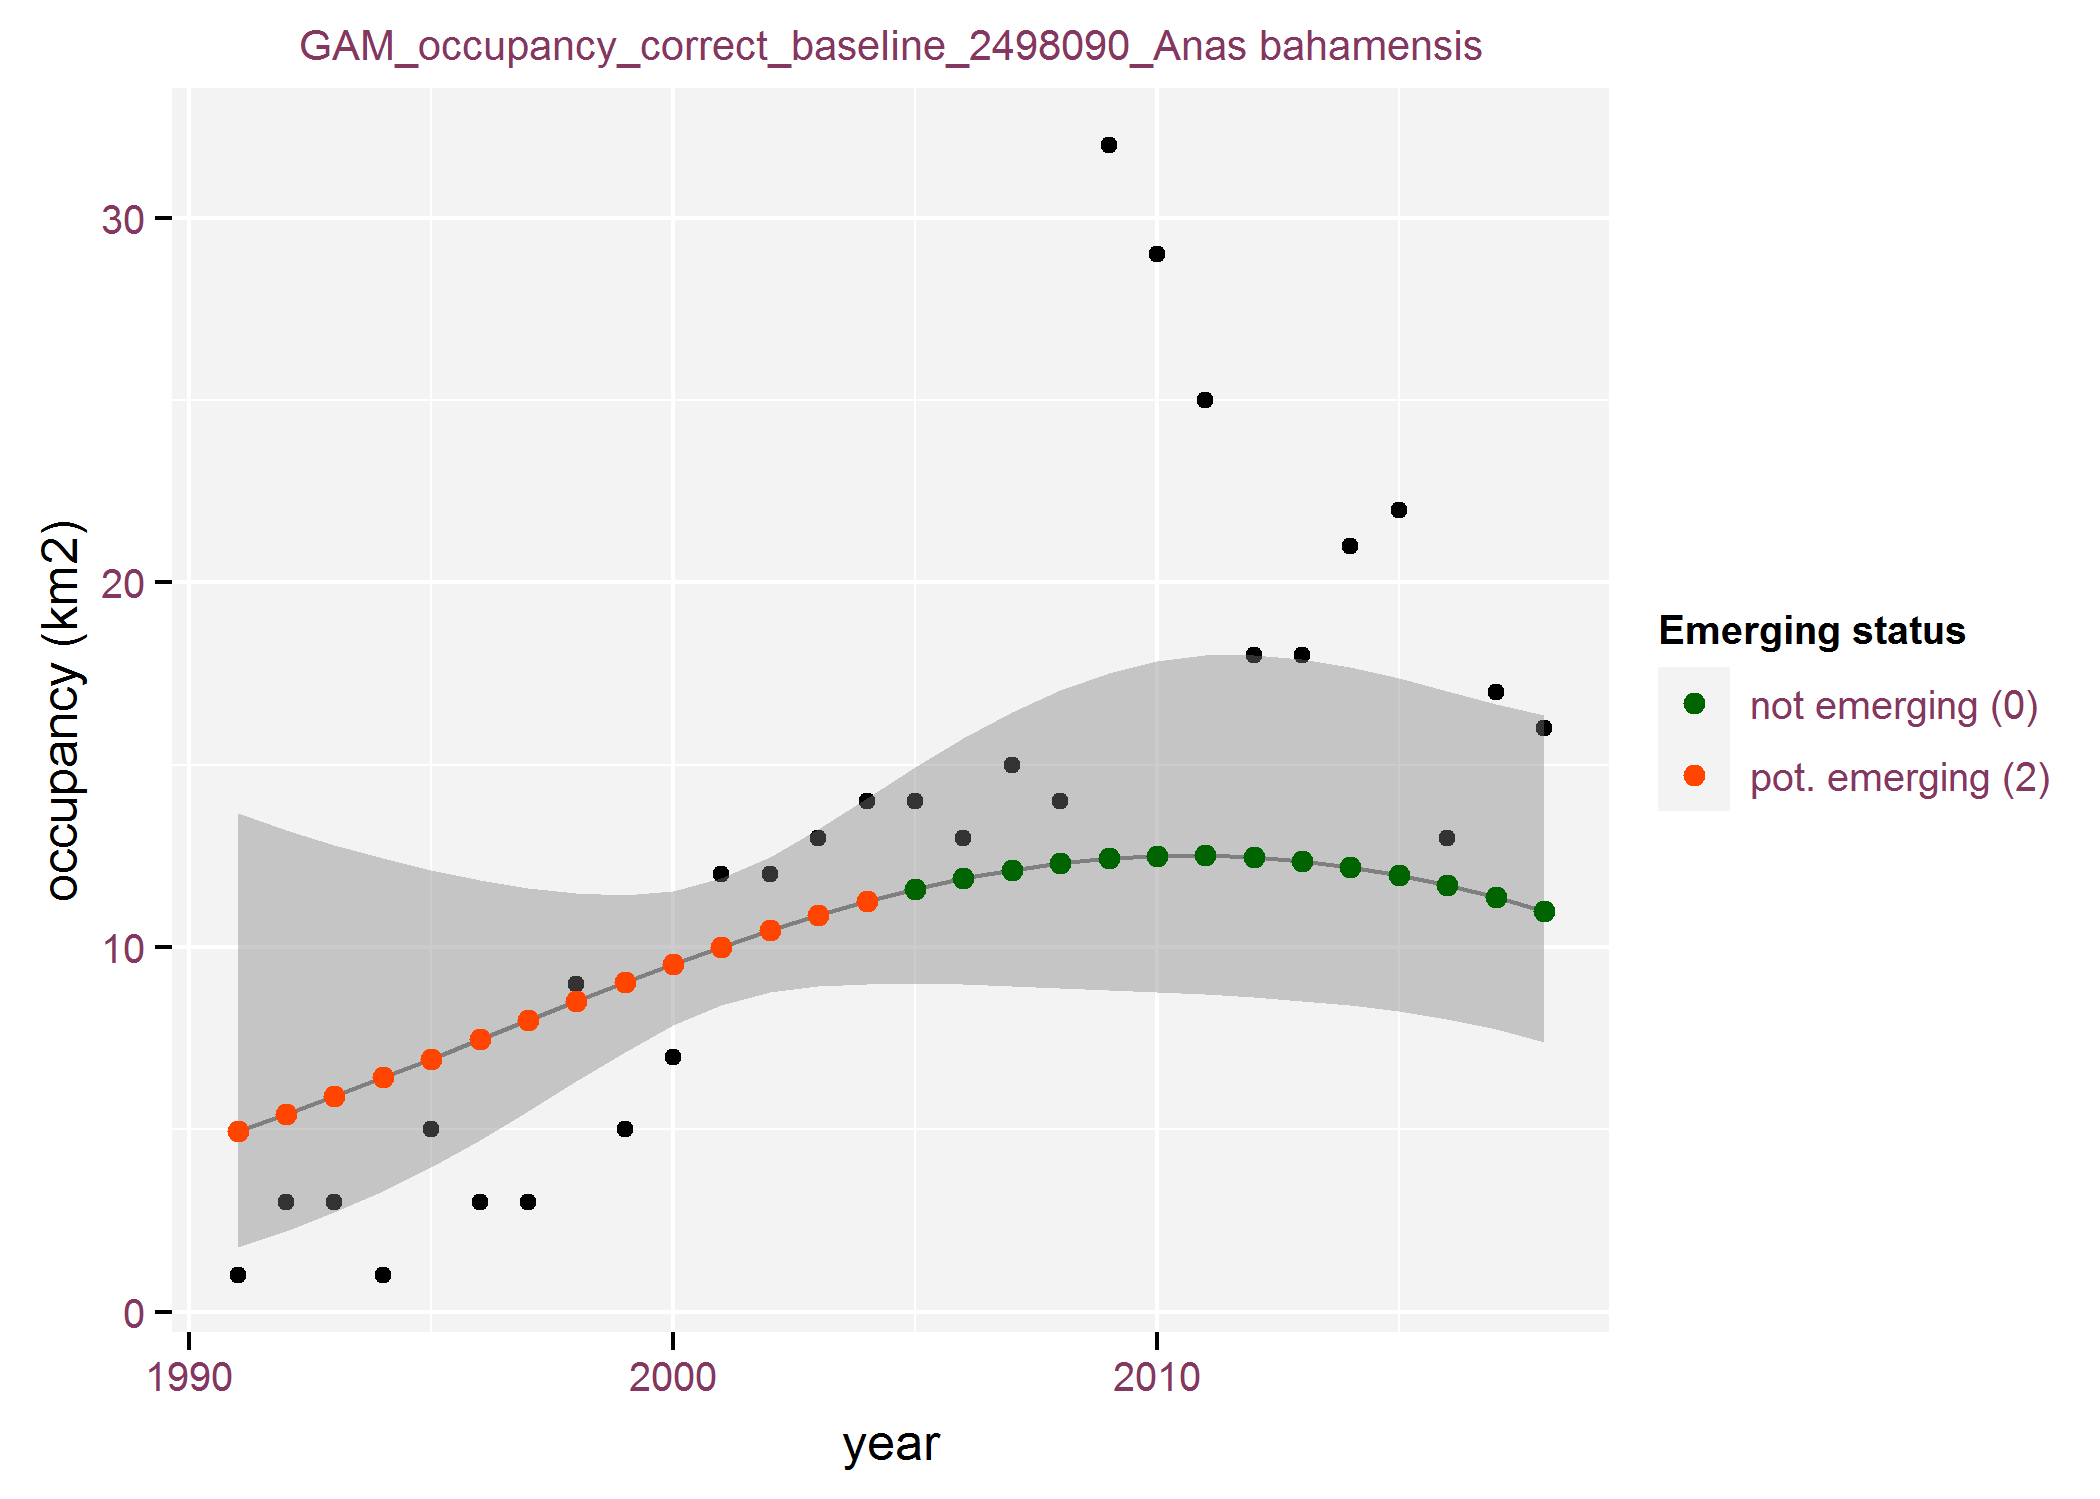 GAM_occupancy_correct_baseline_2498090_Anas bahamensis
30
20
10
0
occupancy (km2)
1990 2000 2010
year
Emerging status
not emerging (0)
pot. emerging (2)